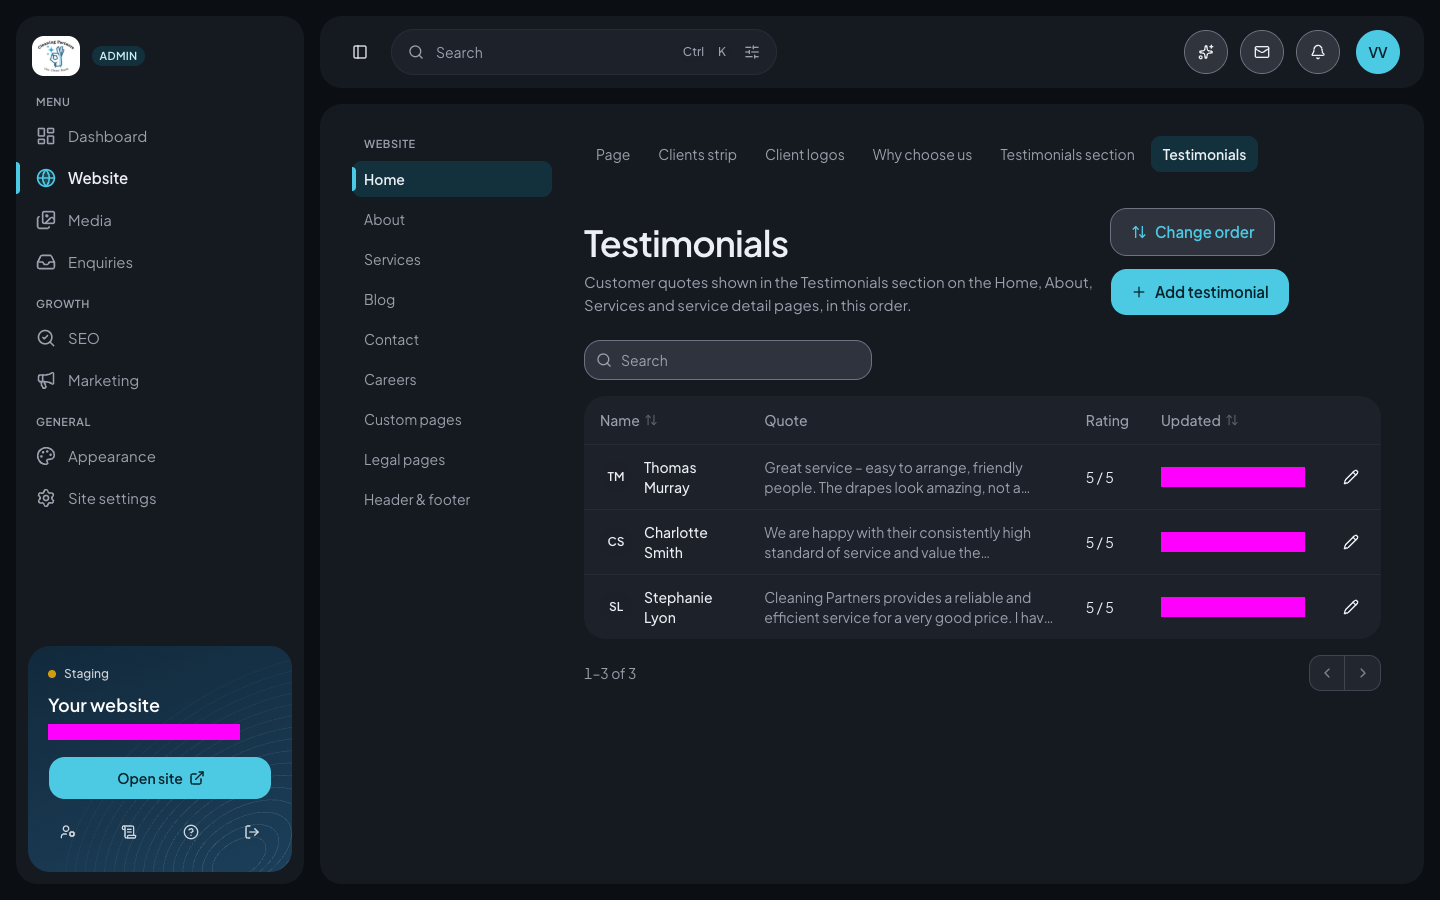 Cleaning Partners
ADMIN
MENU
Dashboard
Website
Media
Enquiries
GROWTH
SEO
Marketing
GENERAL
Appearance
Site settings
Staging
Your website
Open site
Search
Ctrl K
VV
WEBSITE
Home
About
Services
Blog
Contact
Careers
Custom pages
Legal pages
Header & footer
Page Clients strip Client logos Why choose us Testimonials section Testimonials
Testimonials
Customer quotes shown in the Testimonials section on the Home, About,
Services and service detail pages, in this order.
Change order
Add testimonial
Search
Name Quote Rating Updated
TM Thomas Murray
Great service – easy to arrange, friendly
people. The drapes look amazing, not a...
5 / 5
CS Charlotte Smith
We are happy with their consistently high
standard of service and value the...
5 / 5
SL Stephanie Lyon
Cleaning Partners provides a reliable and
efficient service for a very good price. I hav...
5 / 5
1–3 of 3